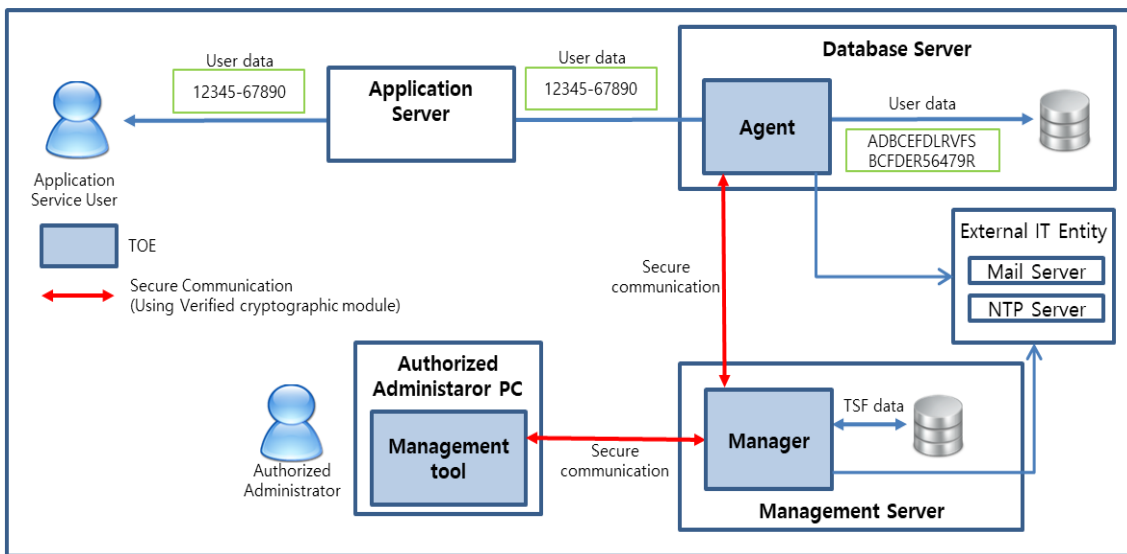 User data
12345-67890
Application
Server
User data
12345-67890
Database Server
Agent
User data
ADBCEFDLRVFS
BCFDER56479R
Application
Service User
TOE
Secure Communication
(Using Verified cryptographic module)
Secure
communication
External IT Entity
Mail Server
NTP Server
Authorized
Administaror PC
Management
tool
Authorized
Administrator
Secure
communication
Manager
TSF data
Management Server